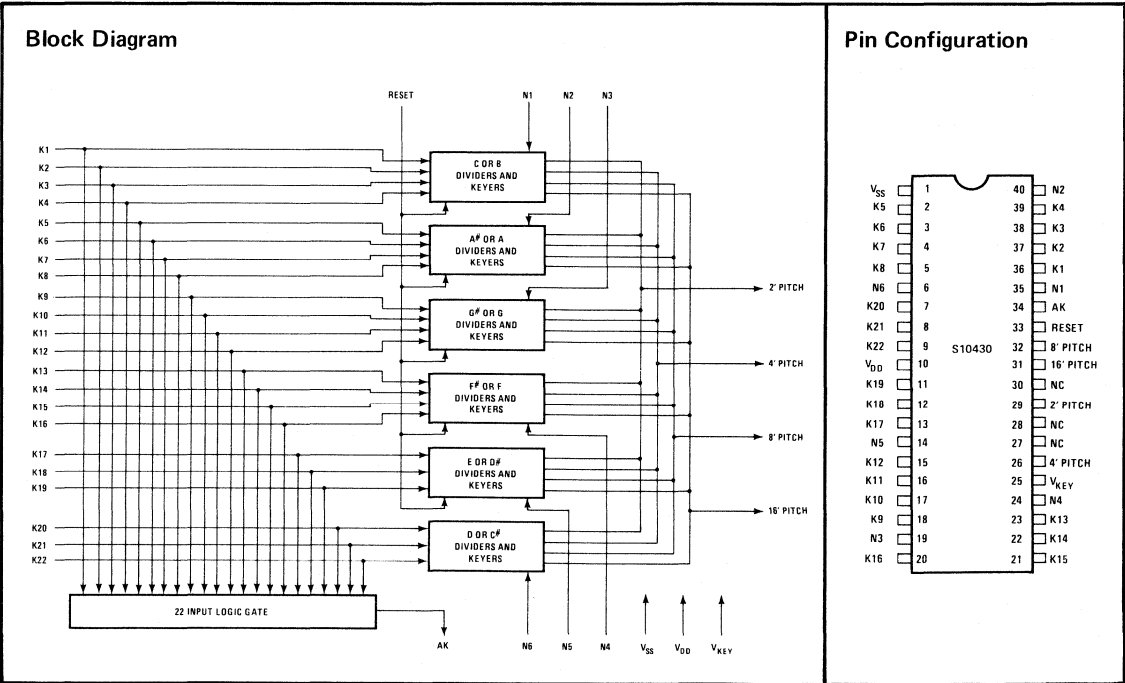 Block Diagram
RESET
N1
N2
N3
K1
K2
K3
K4
K5
K6
K7
K8
K9
K10
K11
K12
K13
K14
K15
K16
K17
K18
K19
K20
K21
K22
C OR B
DIVIDERS AND
KEYERS
A# OR A
DIVIDERS AND
KEYERS
G# OR G
DIVIDERS AND
KEYERS
F# OR F
DIVIDERS AND
KEYERS
E OR D#
DIVIDERS AND
KEYERS
D OR C#
DIVIDERS AND
KEYERS
2' PITCH
4' PITCH
8' PITCH
16' PITCH
22 INPUT LOGIC GATE
AK
N6
N5
N4
VSS
VDD
VKEY
Pin Configuration
VSS 1 40 N2
K5 2 39 K4
K6 3 38 K3
K7 4 37 K2
K8 5 36 K1
N6 6 35 N1
K20 7 34 AK
K21 8 33 RESET
K22 9 32 8' PITCH
S10430
VDD 10 31 16' PITCH
K19 11 30 NC
K18 12 29 2' PITCH
K17 13 28 NC
N5 14 27 NC
K12 15 26 4' PITCH
K11 16 25 VKEY
K10 17 24 N4
K9 18 23 K13
N3 19 22 K14
K16 20 21 K15